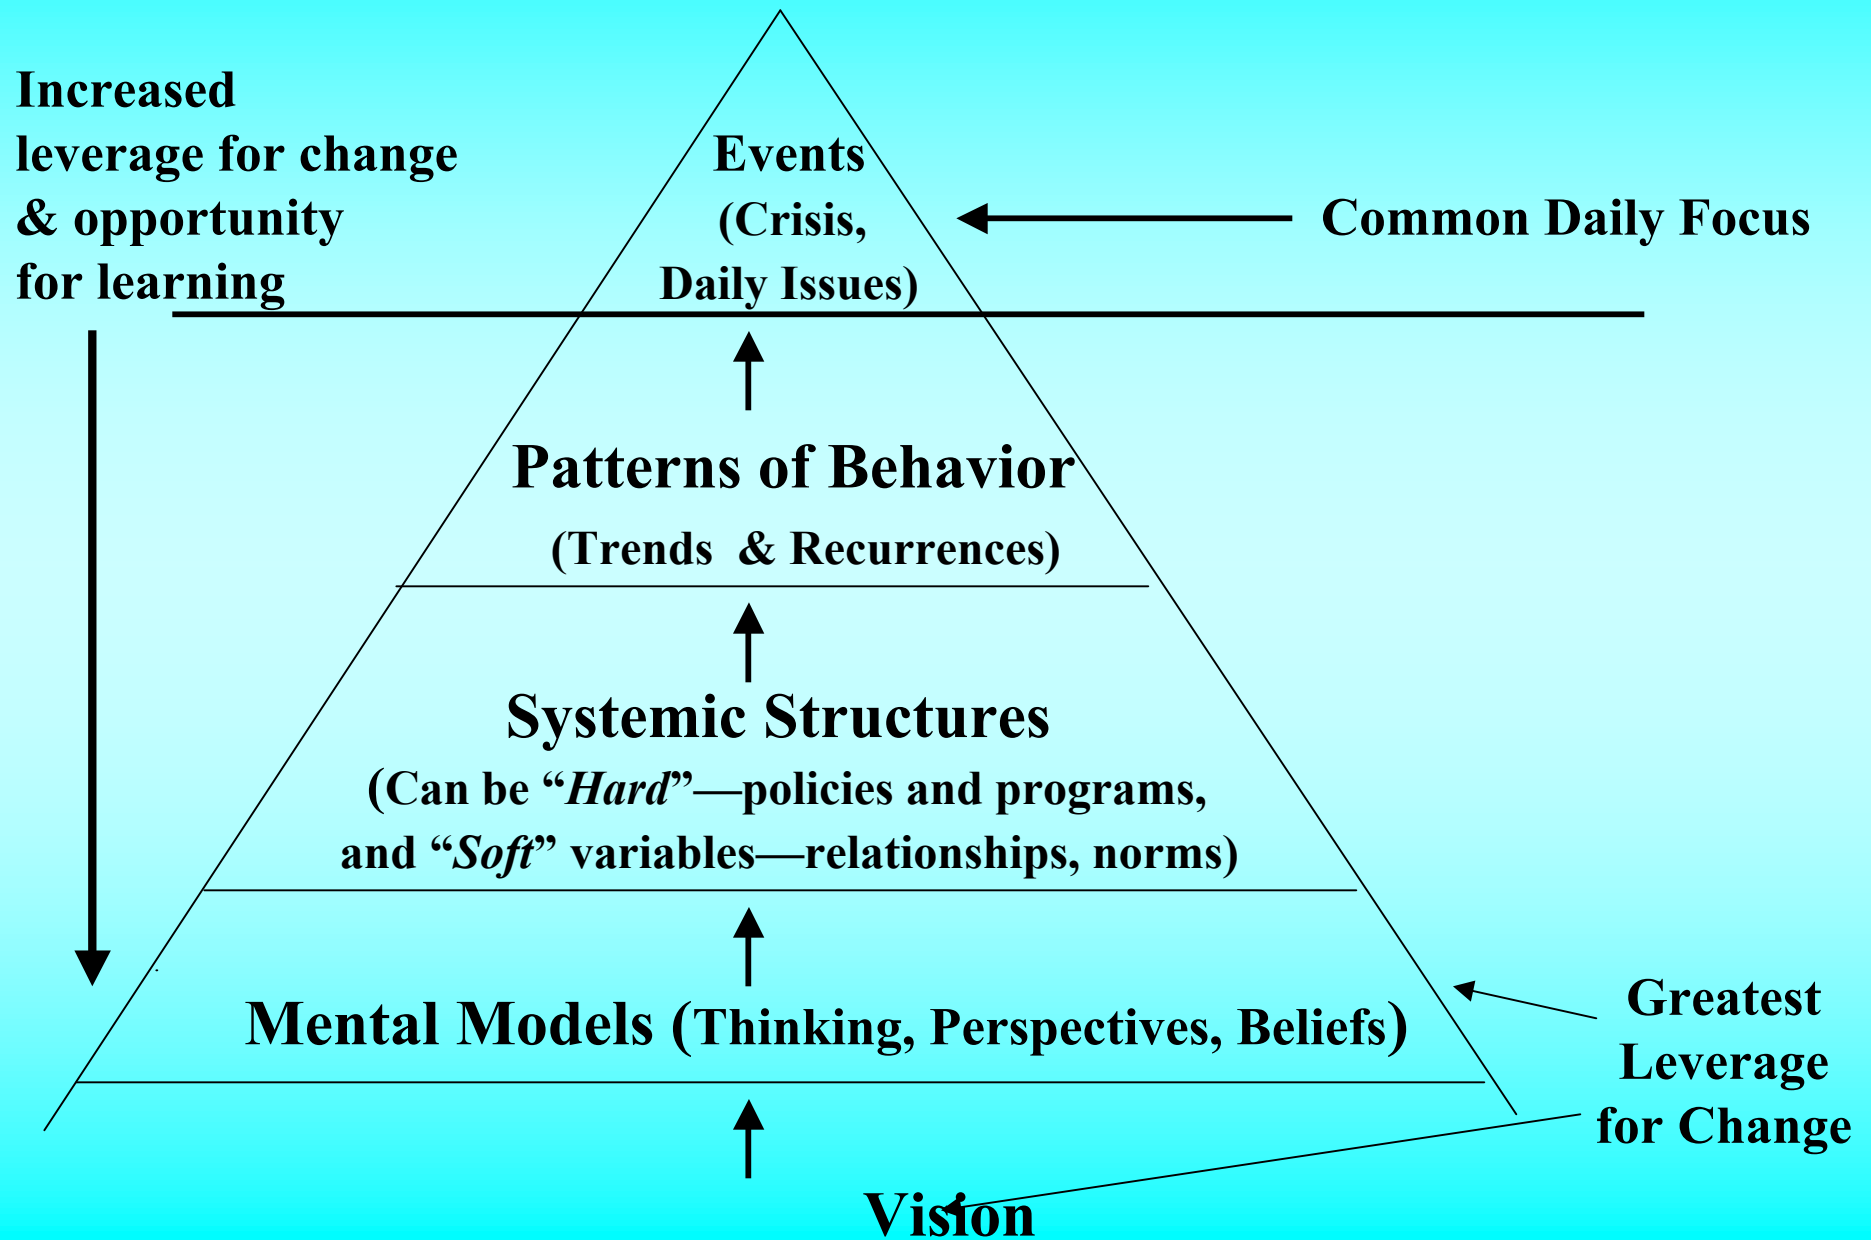 Increased
leverage for change
& opportunity
for learning
Events
(Crisis,
Daily Issues)
Common Daily Focus
Patterns of Behavior
(Trends & Recurrences)
Systemic Structures
(Can be “Hard”—policies and programs,
and “Soft” variables—relationships, norms)
Mental Models (Thinking, Perspectives, Beliefs)
Greatest
Leverage
for Change
Vision